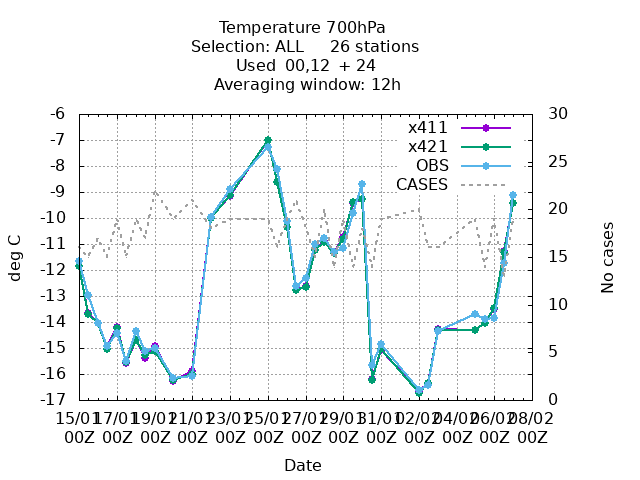 Temperature 700hPa
Selection: ALL 26 stations
Used 00,12 + 24
Averaging window: 12h
-6
-7
-8
-9
-10
-11
-12
-13
-14
-15
-16
-17
deg C
30
25
20
15
10
5
0
No cases
x411
x421
OBS
CASES
15/01 17/01 19/01 21/01 23/01 25/01 27/01 29/01 31/01 02/02 04/02 06/02 08/02
00Z 00Z 00Z 00Z 00Z 00Z 00Z 00Z 00Z 00Z 00Z 00Z 00Z
Date